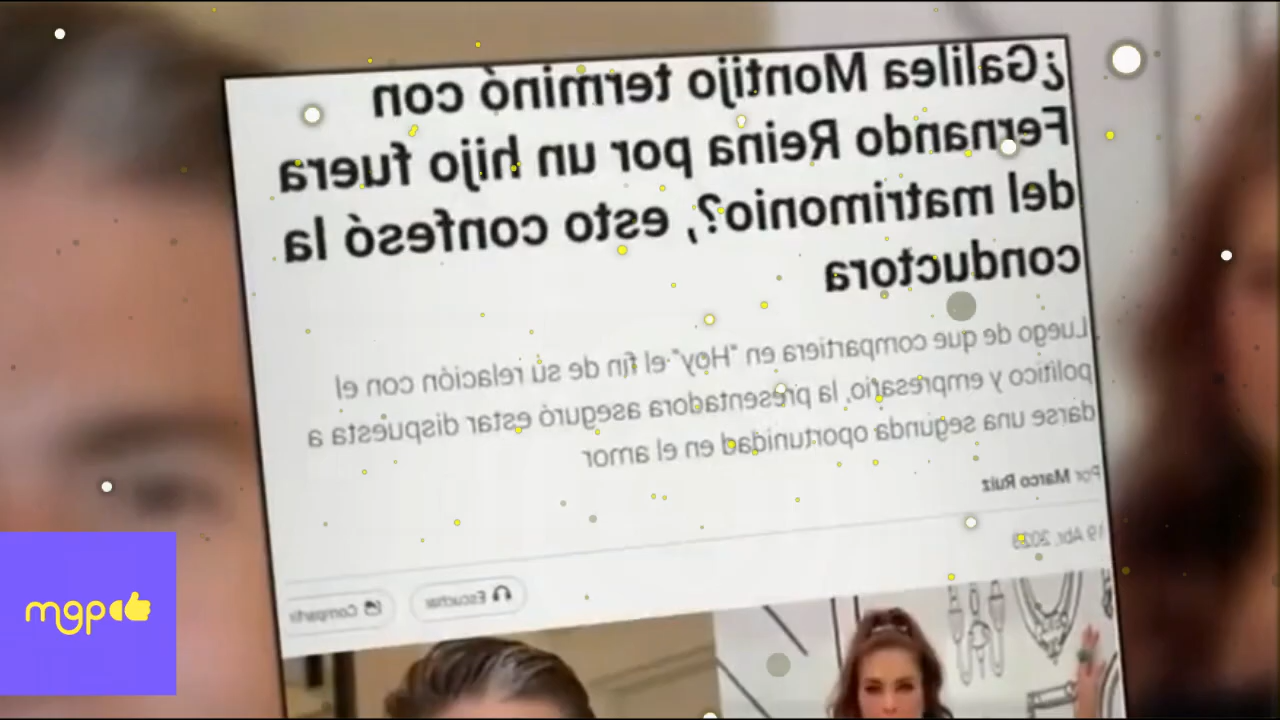 ¿Galilea Montijo terminó con
Fernando Reina por un hijo fuera
del matrimonio?, esto confesó la
conductora
Luego de que compartiera en "Hoy" el fin de su relación con el
político y empresario, la presentadora aseguró estar dispuesta a
darse una segunda oportunidad en el amor
Por Marco Ruiz
19 Abr, 2023
Escuchar
Compartir
mgp